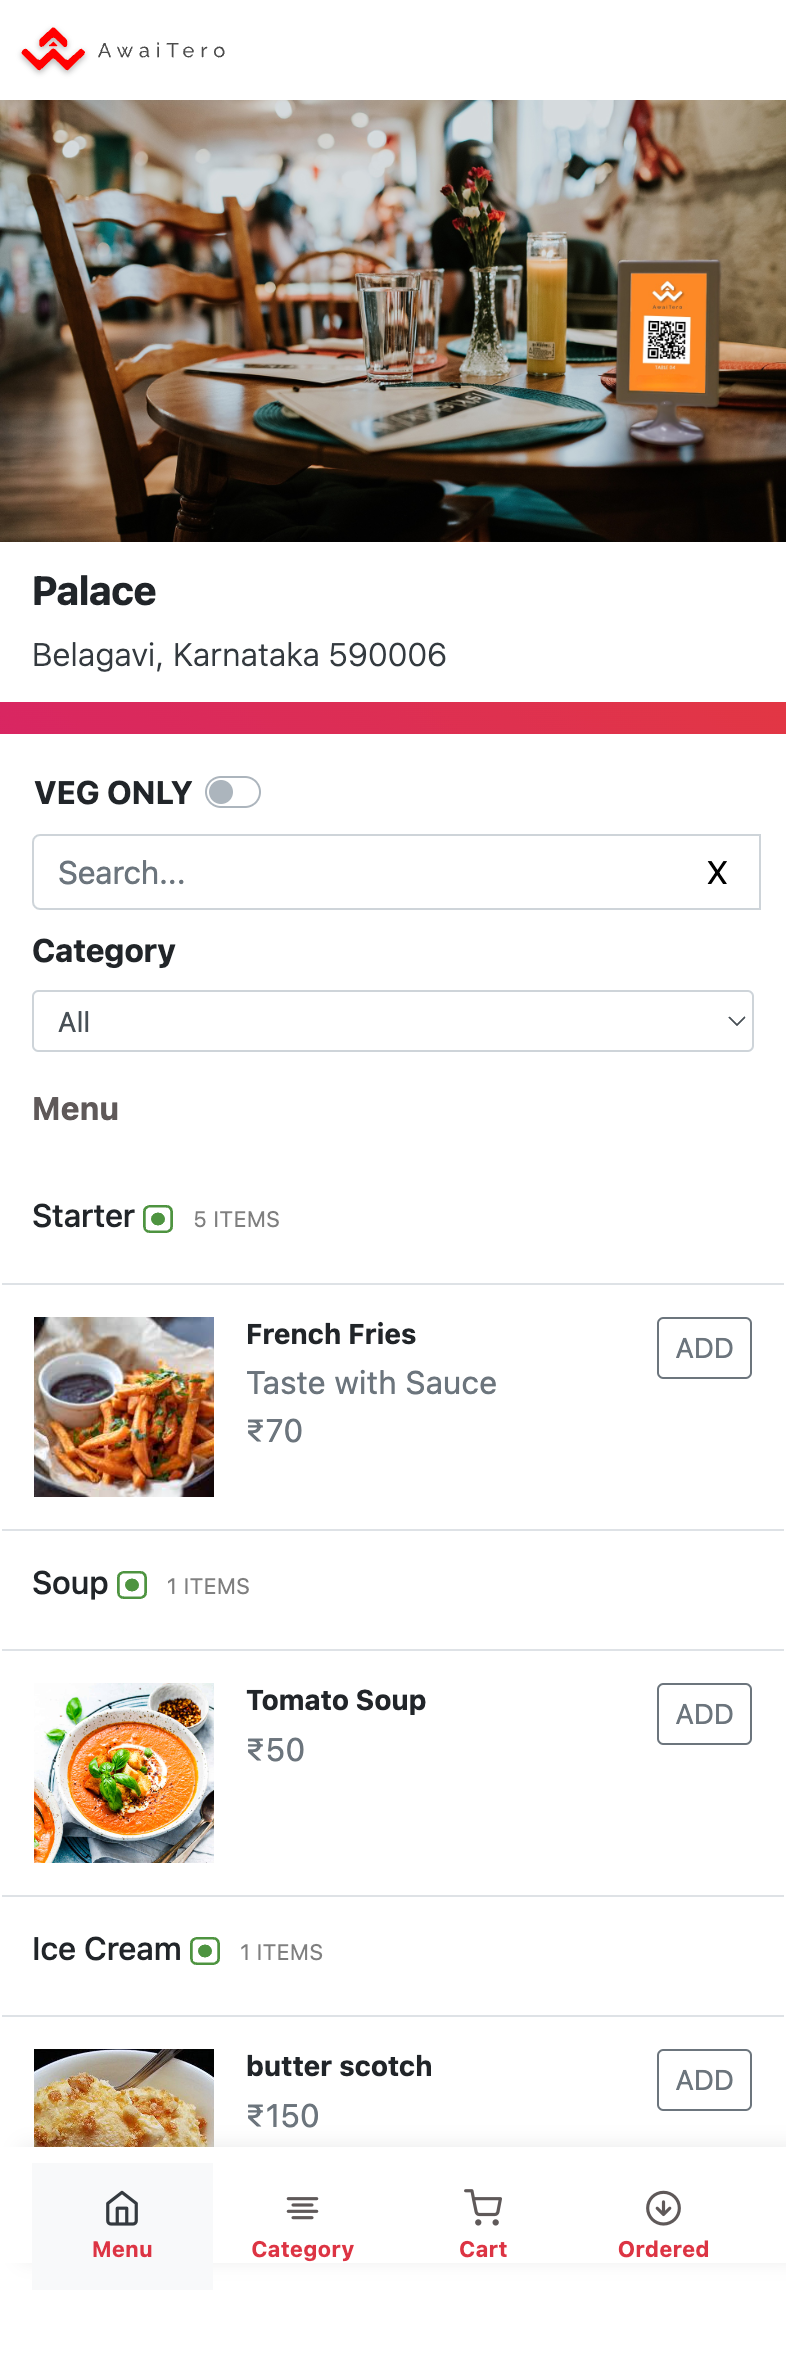 AwaiTero
AwaiTero
Palace
Belagavi, Karnataka 590006
VEG ONLY
Search...
X
Category
All
Menu
Starter 5 ITEMS
French Fries
ADD
Taste with Sauce
₹70
Soup 1 ITEMS
Tomato Soup
ADD
₹50
Ice Cream 1 ITEMS
butter scotch
ADD
₹150
Menu Category Cart Ordered